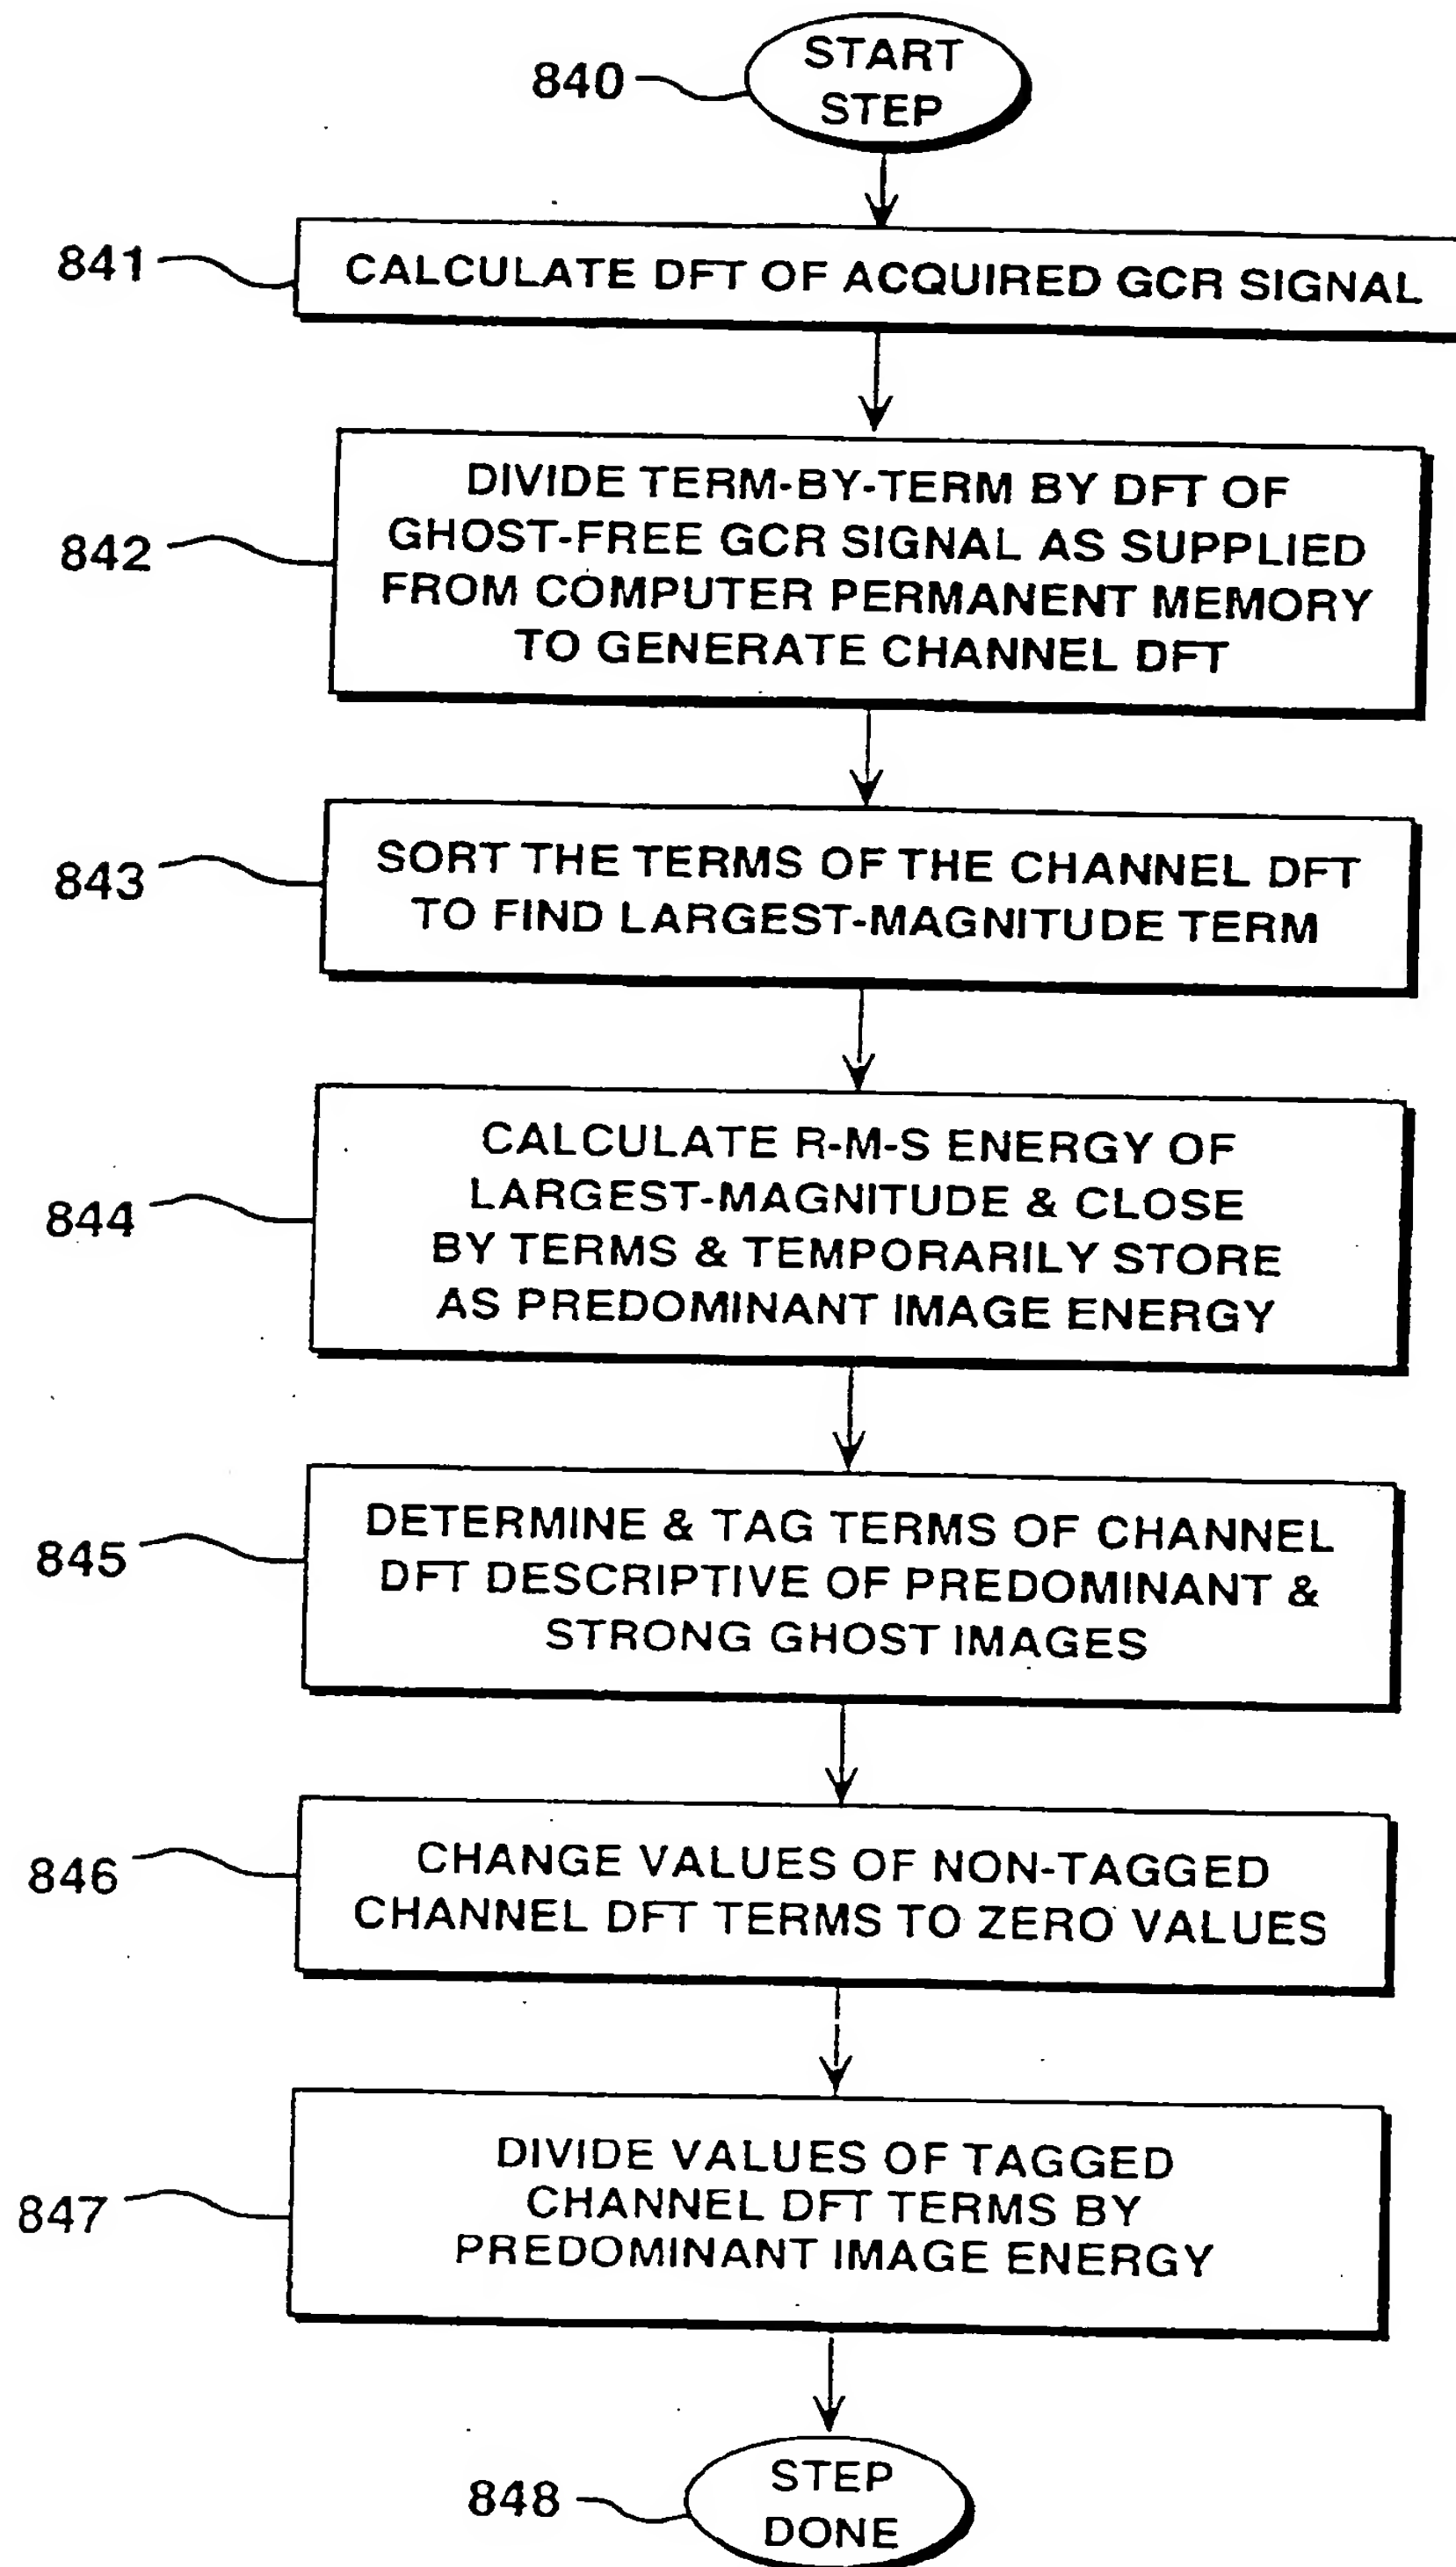 840
START
STEP
841
CALCULATE DFT OF ACQUIRED GCR SIGNAL
842
DIVIDE TERM-BY-TERM BY DFT OF
GHOST-FREE GCR SIGNAL AS SUPPLIED
FROM COMPUTER PERMANENT MEMORY
TO GENERATE CHANNEL DFT
843
SORT THE TERMS OF THE CHANNEL DFT
TO FIND LARGEST-MAGNITUDE TERM
844
CALCULATE R-M-S ENERGY OF
LARGEST-MAGNITUDE & CLOSE
BY TERMS & TEMPORARILY STORE
AS PREDOMINANT IMAGE ENERGY
845
DETERMINE & TAG TERMS OF CHANNEL
DFT DESCRIPTIVE OF PREDOMINANT &
STRONG GHOST IMAGES
846
CHANGE VALUES OF NON-TAGGED
CHANNEL DFT TERMS TO ZERO VALUES
847
DIVIDE VALUES OF TAGGED
CHANNEL DFT TERMS BY
PREDOMINANT IMAGE ENERGY
848
STEP
DONE